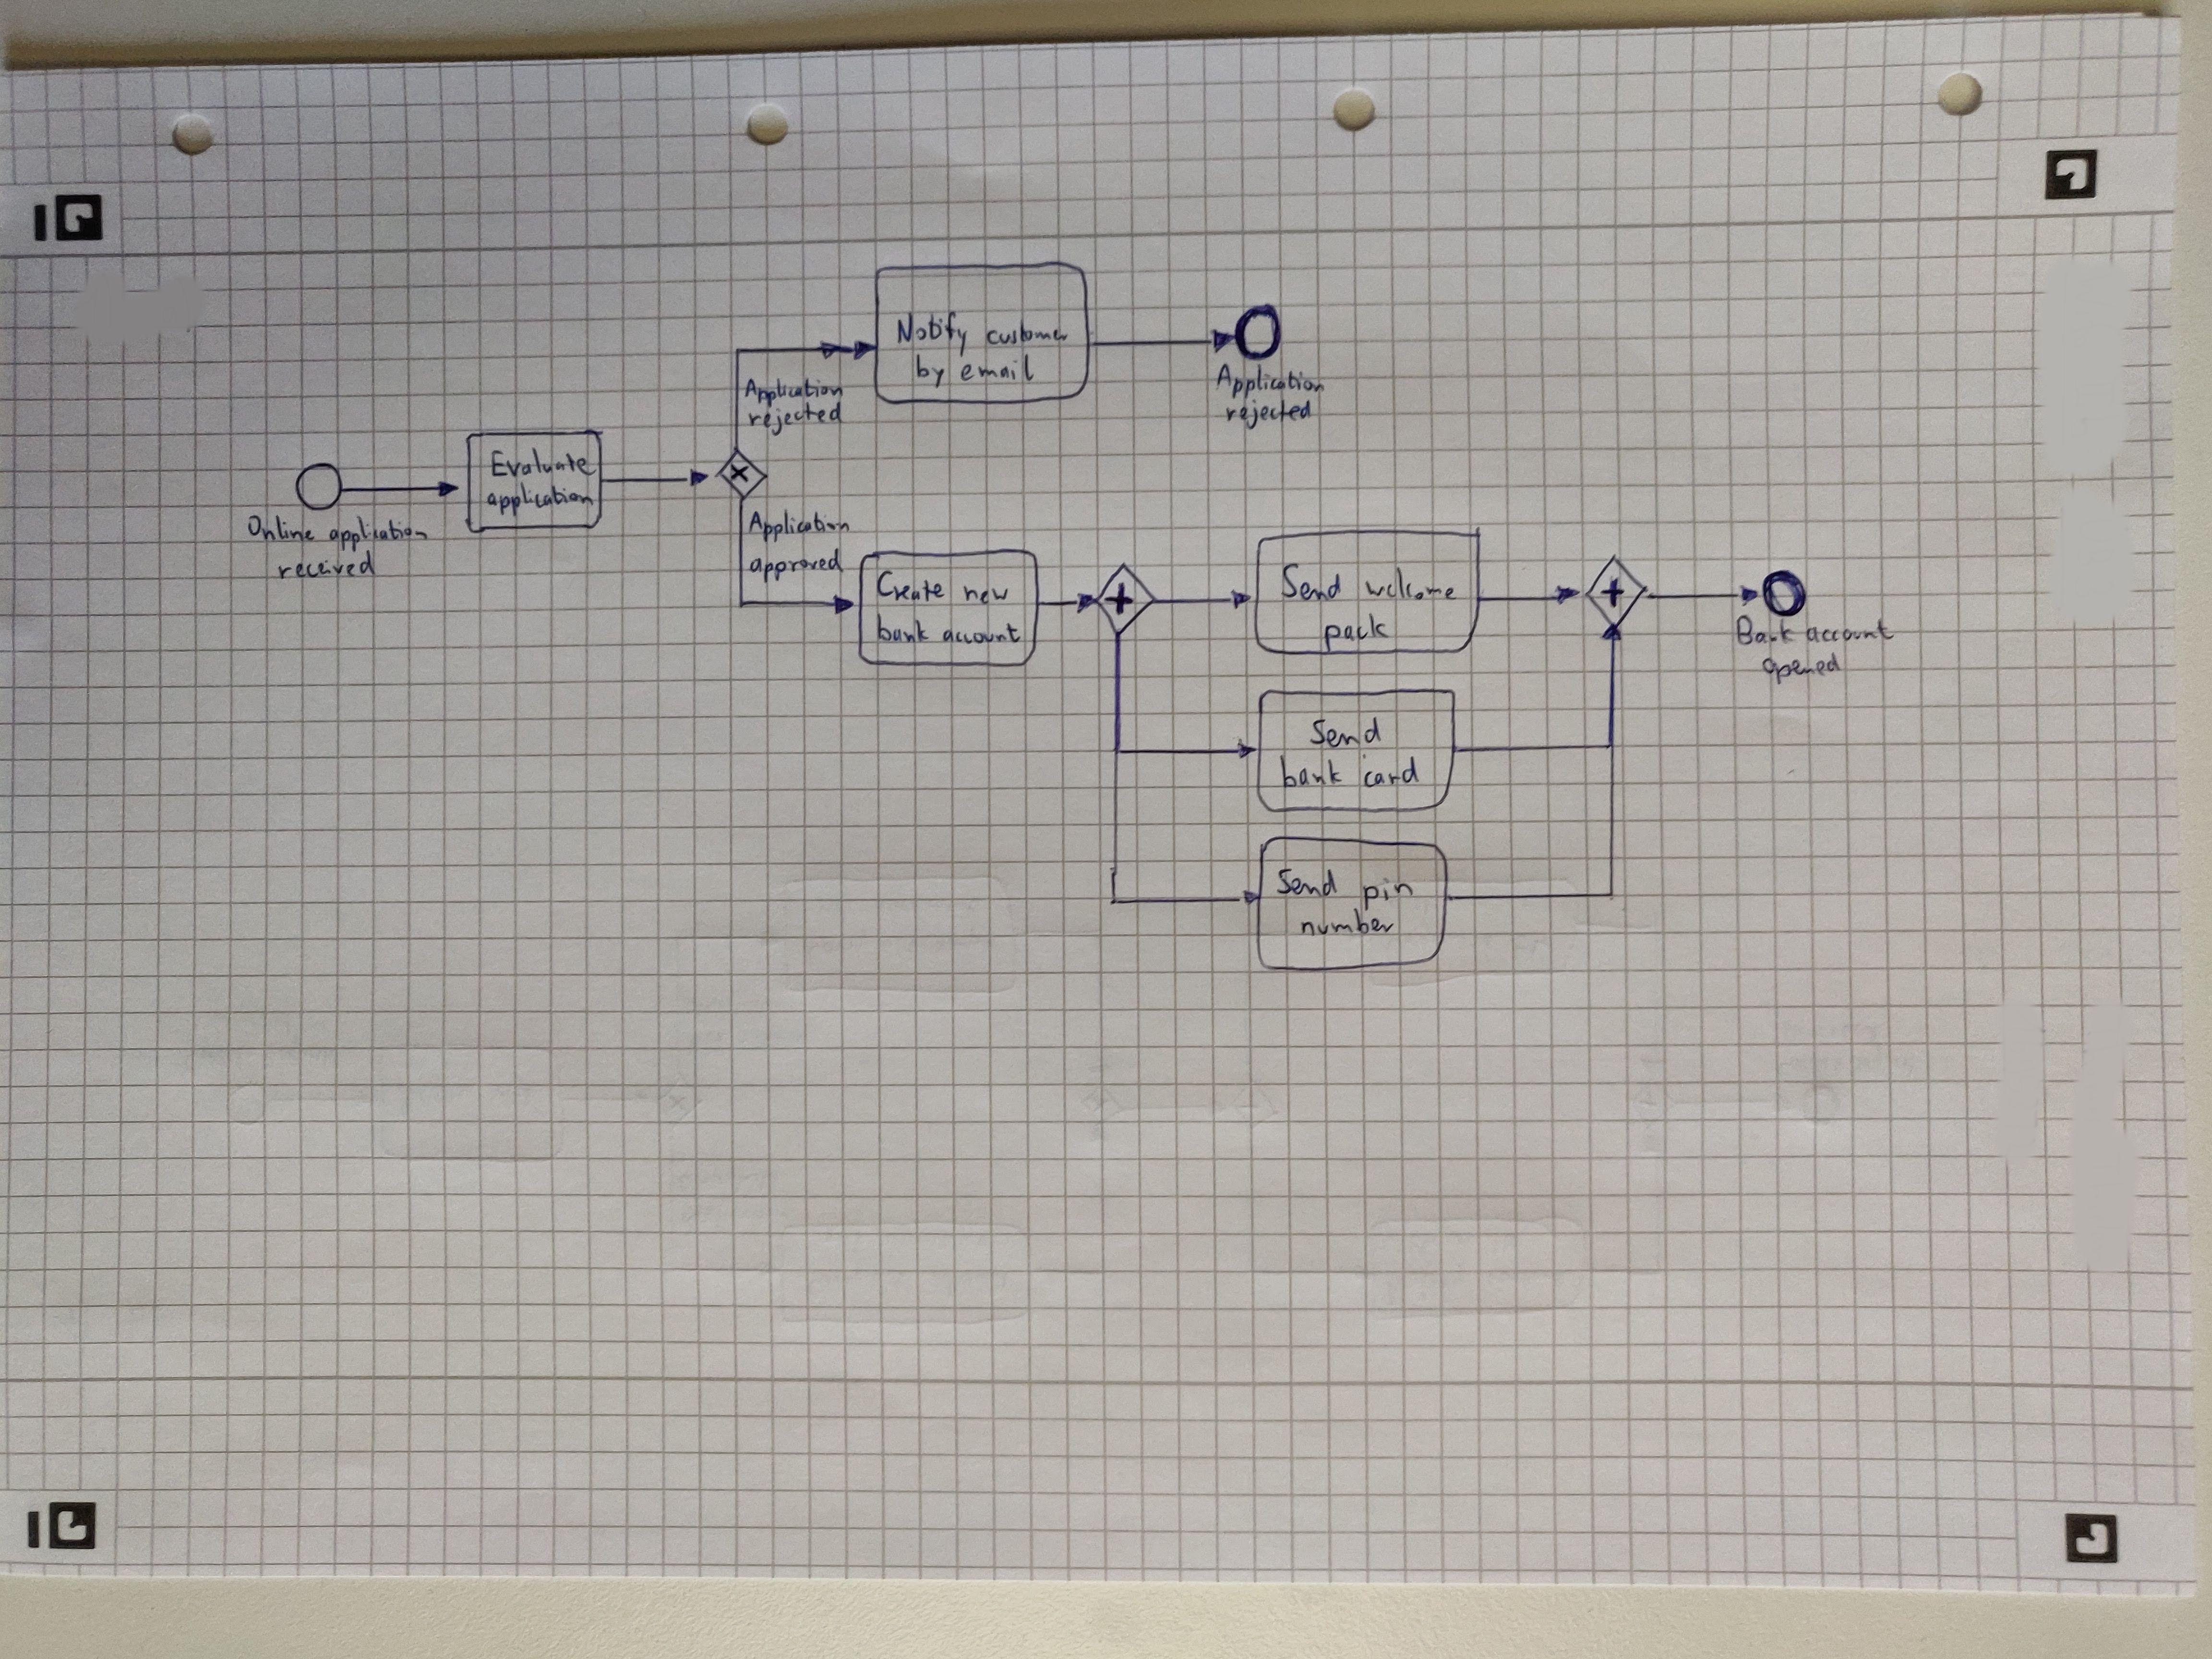 Notify customer
by email
Application
rejected
Application
rejected
Evaluate
application
Online application
received
Application
approved
Create new
bank account
Send welcome
pack
Bank account
opened
Send
bank card
Send pin
number